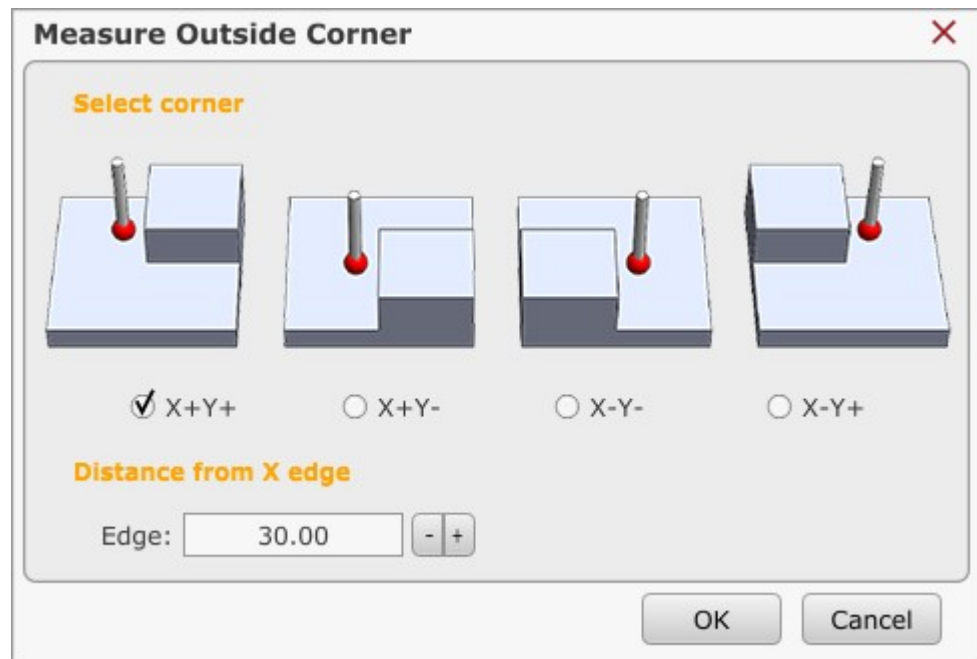 Measure Outside Corner
Select corner
X+Y+ X+Y- X-Y- X-Y+
Distance from X edge
Edge: 30.00 - +
OK Cancel